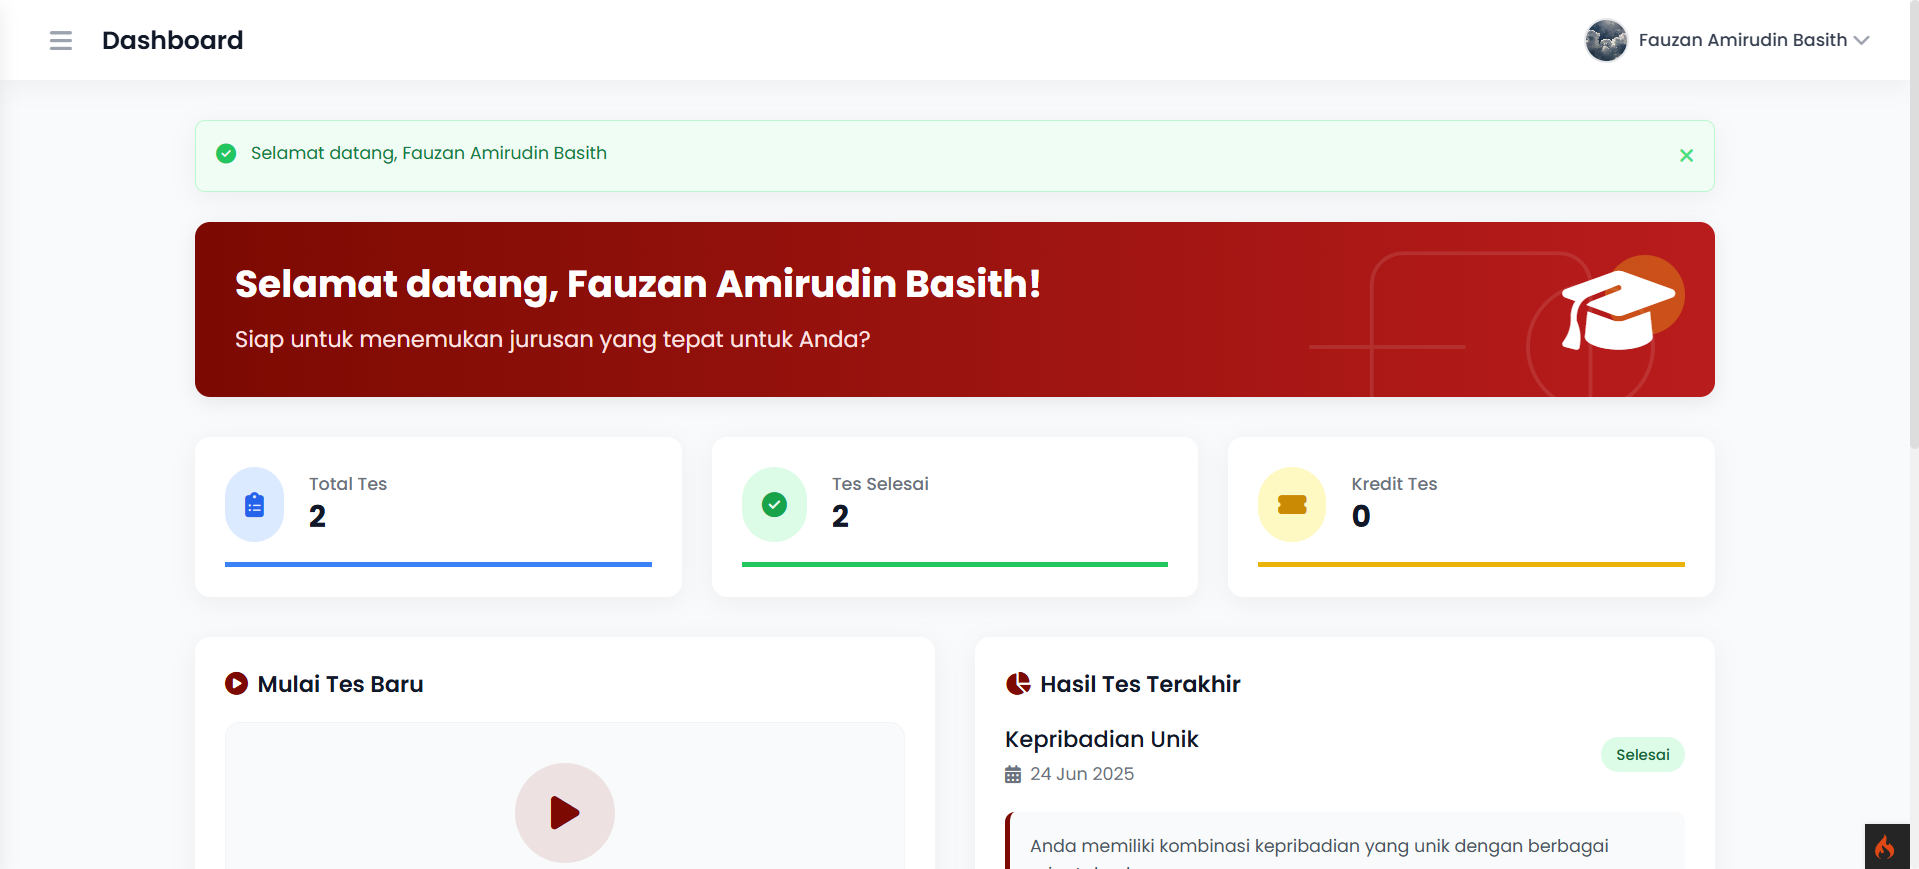 Dashboard
Fauzan Amirudin Basith
Selamat datang, Fauzan Amirudin Basith
Selamat datang, Fauzan Amirudin Basith!
Siap untuk menemukan jurusan yang tepat untuk Anda?
Total Tes
2
Tes Selesai
2
Kredit Tes
0
Mulai Tes Baru
Hasil Tes Terakhir
Kepribadian Unik
Selesai
24 Jun 2025
Anda memiliki kombinasi kepribadian yang unik dengan berbagai